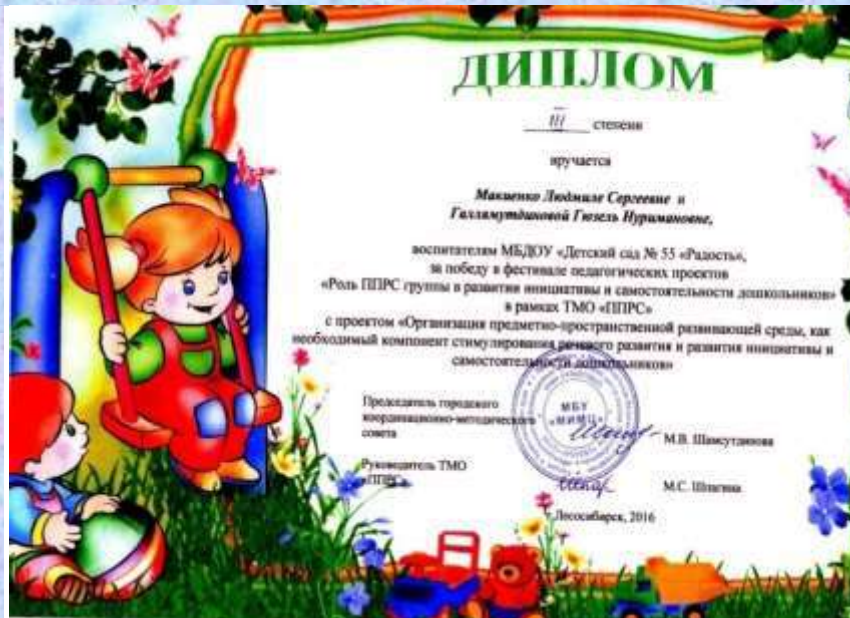 ДИПЛОМ
III степени
вручается
Макиенко Людмиле Сергеевне и
Галлямутдиновой Гюзель Нуримановне,
воспитателям МБДОУ «Детский сад № 55 «Радость»,
за победу в фестивале педагогических проектов
«Роль ППРС группы в развитии инициативы и самостоятельности дошкольников»
в рамках ТМО «ППРС»
с проектом «Организация предметно-пространственной развивающей среды, как
необходимый компонент стимулирования речевого развития и развития инициативы и
самостоятельности дошкольников»
Председатель городского
координационно-методического
совета
МБУ
«МИМЦ»
М.В. Шамсутдинова
Руководитель ТМО
«ППРС»
М.С. Шпагина
г.Лесосибирск, 2016